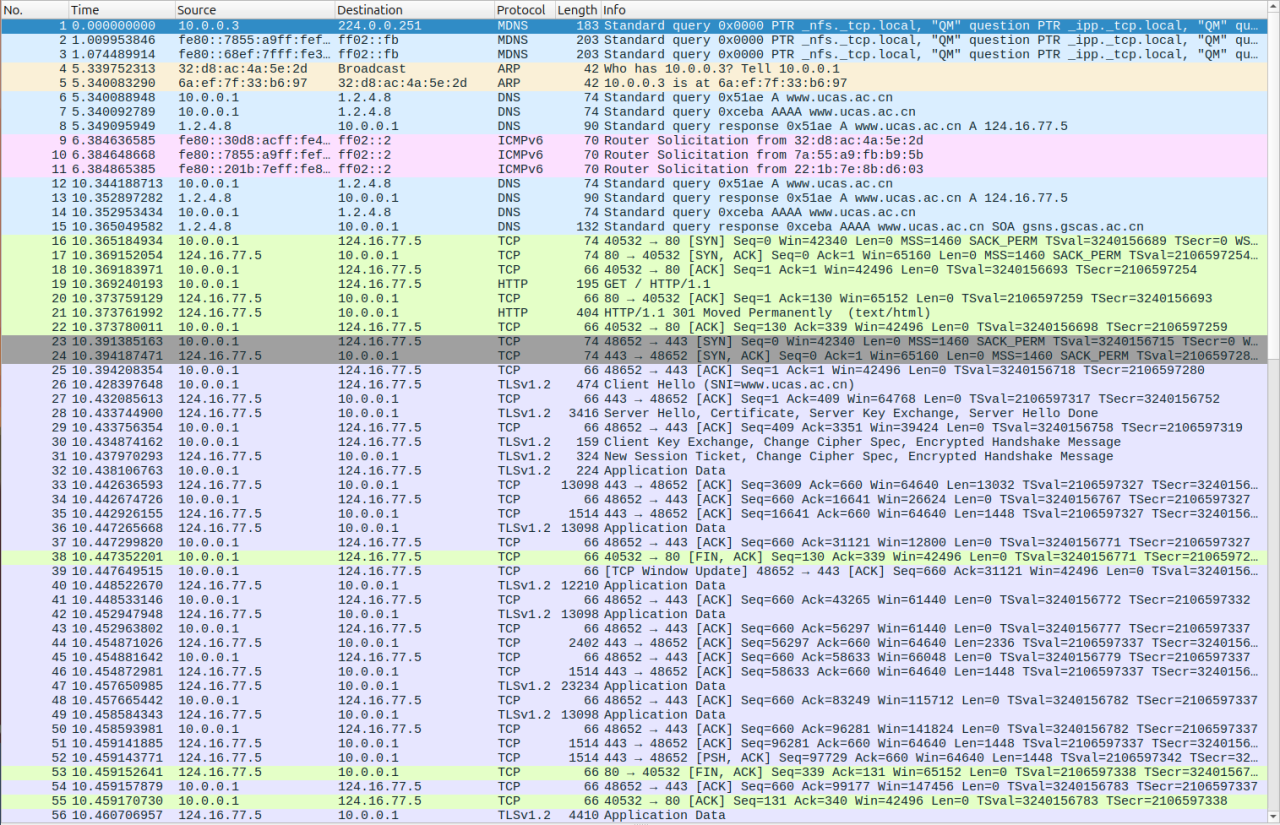 No. Time Source Destination Protocol Length Info
1 0.000000000 10.0.0.3 224.0.0.251 MDNS 183 Standard query 0x0000 PTR _nfs._tcp.local, "QM" question PTR _ipp._tcp.local, "QM" qu…
2 1.009953846 fe80::7855:a9ff:fef… ff02::fb MDNS 203 Standard query 0x0000 PTR _nfs._tcp.local, "QM" question PTR _ipp._tcp.local, "QM" qu…
3 1.074489914 fe80::68ef:7fff:fe3… ff02::fb MDNS 203 Standard query 0x0000 PTR _nfs._tcp.local, "QM" question PTR _ipp._tcp.local, "QM" qu…
4 5.339752313 32:d8:ac:4a:5e:2d Broadcast ARP 42 Who has 10.0.0.3? Tell 10.0.0.1
5 5.340083290 6a:ef:7f:33:b6:97 32:d8:ac:4a:5e:2d ARP 42 10.0.0.3 is at 6a:ef:7f:33:b6:97
6 5.340088948 10.0.0.1 1.2.4.8 DNS 74 Standard query 0x51ae A www.ucas.ac.cn
7 5.340092789 10.0.0.1 1.2.4.8 DNS 74 Standard query 0xceba AAAA www.ucas.ac.cn
8 5.349095949 1.2.4.8 10.0.0.1 DNS 90 Standard query response 0x51ae A www.ucas.ac.cn A 124.16.77.5
9 6.384636585 fe80::30d8:acff:fe4… ff02::2 ICMPv6 70 Router Solicitation from 32:d8:ac:4a:5e:2d
10 6.384648668 fe80::7855:a9ff:fef… ff02::2 ICMPv6 70 Router Solicitation from 7a:55:a9:fb:b9:5b
11 6.384865385 fe80::201b:7eff:fe8… ff02::2 ICMPv6 70 Router Solicitation from 22:1b:7e:8b:d6:03
12 10.344188713 10.0.0.1 1.2.4.8 DNS 74 Standard query 0x51ae A www.ucas.ac.cn
13 10.352897282 1.2.4.8 10.0.0.1 DNS 90 Standard query response 0x51ae A www.ucas.ac.cn A 124.16.77.5
14 10.352953434 10.0.0.1 1.2.4.8 DNS 74 Standard query 0xceba AAAA www.ucas.ac.cn
15 10.365049582 1.2.4.8 10.0.0.1 DNS 132 Standard query response 0xceba AAAA www.ucas.ac.cn SOA gsns.gscas.ac.cn
16 10.365184934 10.0.0.1 124.16.77.5 TCP 74 40532 → 80 [SYN] Seq=0 Win=42340 Len=0 MSS=1460 SACK_PERM TSval=3240156689 TSecr=0 WS…
17 10.369152054 124.16.77.5 10.0.0.1 TCP 74 80 → 40532 [SYN, ACK] Seq=0 Ack=1 Win=65160 Len=0 MSS=1460 SACK_PERM TSval=2106597254…
18 10.369183971 10.0.0.1 124.16.77.5 TCP 66 40532 → 80 [ACK] Seq=1 Ack=1 Win=42496 Len=0 TSval=3240156693 TSecr=2106597254
19 10.369240193 10.0.0.1 124.16.77.5 HTTP 195 GET / HTTP/1.1
20 10.373759129 124.16.77.5 10.0.0.1 TCP 66 80 → 40532 [ACK] Seq=1 Ack=130 Win=65152 Len=0 TSval=2106597259 TSecr=3240156693
21 10.373761992 124.16.77.5 10.0.0.1 HTTP 404 HTTP/1.1 301 Moved Permanently (text/html)
22 10.373780011 10.0.0.1 124.16.77.5 TCP 66 40532 → 80 [ACK] Seq=130 Ack=339 Win=42496 Len=0 TSval=3240156698 TSecr=2106597259
23 10.391385163 10.0.0.1 124.16.77.5 TCP 74 48652 → 443 [SYN] Seq=0 Win=42340 Len=0 MSS=1460 SACK_PERM TSval=3240156715 TSecr=0 W…
24 10.394187471 124.16.77.5 10.0.0.1 TCP 74 443 → 48652 [SYN, ACK] Seq=0 Ack=1 Win=65160 Len=0 MSS=1460 SACK_PERM TSval=210659728…
25 10.394208354 10.0.0.1 124.16.77.5 TCP 66 48652 → 443 [ACK] Seq=1 Ack=1 Win=42496 Len=0 TSval=3240156718 TSecr=2106597280
26 10.428397648 10.0.0.1 124.16.77.5 TLSv1.2 474 Client Hello (SNI=www.ucas.ac.cn)
27 10.432085613 124.16.77.5 10.0.0.1 TCP 66 443 → 48652 [ACK] Seq=1 Ack=409 Win=64768 Len=0 TSval=2106597317 TSecr=3240156752
28 10.433744900 124.16.77.5 10.0.0.1 TLSv1.2 3416 Server Hello, Certificate, Server Key Exchange, Server Hello Done
29 10.433756354 10.0.0.1 124.16.77.5 TCP 66 48652 → 443 [ACK] Seq=409 Ack=3351 Win=39424 Len=0 TSval=3240156758 TSecr=2106597319
30 10.434874162 10.0.0.1 124.16.77.5 TLSv1.2 159 Client Key Exchange, Change Cipher Spec, Encrypted Handshake Message
31 10.437970293 124.16.77.5 10.0.0.1 TLSv1.2 324 New Session Ticket, Change Cipher Spec, Encrypted Handshake Message
32 10.438106763 10.0.0.1 124.16.77.5 TLSv1.2 224 Application Data
33 10.442636593 124.16.77.5 10.0.0.1 TCP 13098 443 → 48652 [ACK] Seq=3609 Ack=660 Win=64640 Len=13032 TSval=2106597327 TSecr=3240156…
34 10.442674726 10.0.0.1 124.16.77.5 TCP 66 48652 → 443 [ACK] Seq=660 Ack=16641 Win=26624 Len=0 TSval=3240156767 TSecr=2106597327
35 10.442926155 124.16.77.5 10.0.0.1 TCP 1514 443 → 48652 [ACK] Seq=16641 Ack=660 Win=64640 Len=1448 TSval=2106597327 TSecr=3240156…
36 10.447265668 124.16.77.5 10.0.0.1 TLSv1.2 13098 Application Data
37 10.447299820 10.0.0.1 124.16.77.5 TCP 66 48652 → 443 [ACK] Seq=660 Ack=31121 Win=12800 Len=0 TSval=3240156771 TSecr=2106597327
38 10.447352201 10.0.0.1 124.16.77.5 TCP 66 40532 → 80 [FIN, ACK] Seq=130 Ack=339 Win=42496 Len=0 TSval=3240156771 TSecr=21065972…
39 10.447649515 10.0.0.1 124.16.77.5 TCP 66 [TCP Window Update] 48652 → 443 [ACK] Seq=660 Ack=31121 Win=42496 Len=0 TSval=3240156…
40 10.448522670 124.16.77.5 10.0.0.1 TLSv1.2 12210 Application Data
41 10.448533146 10.0.0.1 124.16.77.5 TCP 66 48652 → 443 [ACK] Seq=660 Ack=43265 Win=61440 Len=0 TSval=3240156772 TSecr=2106597332
42 10.452947948 124.16.77.5 10.0.0.1 TLSv1.2 13098 Application Data
43 10.452963802 10.0.0.1 124.16.77.5 TCP 66 48652 → 443 [ACK] Seq=660 Ack=56297 Win=61440 Len=0 TSval=3240156777 TSecr=2106597337
44 10.454871026 124.16.77.5 10.0.0.1 TCP 2402 443 → 48652 [ACK] Seq=56297 Ack=660 Win=64640 Len=2336 TSval=2106597337 TSecr=3240156…
45 10.454881642 10.0.0.1 124.16.77.5 TCP 66 48652 → 443 [ACK] Seq=660 Ack=58633 Win=66048 Len=0 TSval=3240156779 TSecr=2106597337
46 10.454872981 124.16.77.5 10.0.0.1 TCP 1514 443 → 48652 [ACK] Seq=58633 Ack=660 Win=64640 Len=1448 TSval=2106597337 TSecr=3240156…
47 10.457650985 124.16.77.5 10.0.0.1 TLSv1.2 23234 Application Data
48 10.457665442 10.0.0.1 124.16.77.5 TCP 66 48652 → 443 [ACK] Seq=660 Ack=83249 Win=115712 Len=0 TSval=3240156782 TSecr=2106597337
49 10.458584343 124.16.77.5 10.0.0.1 TLSv1.2 13098 Application Data
50 10.458593981 10.0.0.1 124.16.77.5 TCP 66 48652 → 443 [ACK] Seq=660 Ack=96281 Win=141824 Len=0 TSval=3240156782 TSecr=2106597337
51 10.459141885 124.16.77.5 10.0.0.1 TCP 1514 443 → 48652 [ACK] Seq=96281 Ack=660 Win=64640 Len=1448 TSval=2106597337 TSecr=3240156…
52 10.459143771 124.16.77.5 10.0.0.1 TCP 1514 443 → 48652 [PSH, ACK] Seq=97729 Ack=660 Win=64640 Len=1448 TSval=2106597342 TSecr=32…
53 10.459152641 124.16.77.5 10.0.0.1 TCP 66 80 → 40532 [FIN, ACK] Seq=339 Ack=131 Win=65152 Len=0 TSval=2106597338 TSecr=32401567…
54 10.459157879 10.0.0.1 124.16.77.5 TCP 66 48652 → 443 [ACK] Seq=660 Ack=99177 Win=147456 Len=0 TSval=3240156783 TSecr=2106597337
55 10.459170730 10.0.0.1 124.16.77.5 TCP 66 40532 → 80 [ACK] Seq=131 Ack=340 Win=42496 Len=0 TSval=3240156783 TSecr=2106597338
56 10.460706957 124.16.77.5 10.0.0.1 TLSv1.2 4410 Application Data